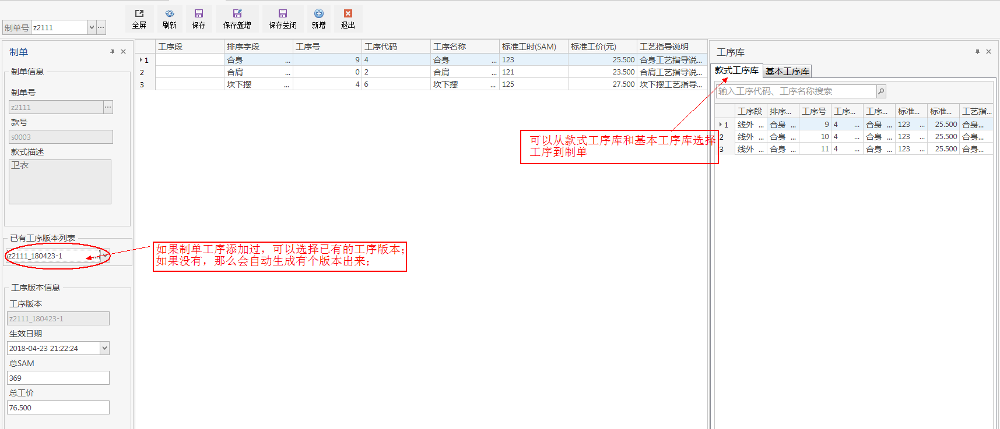 制单号 z2111 ...
全屏 刷新 保存 保存新增 保存关闭 新增 退出
制单
制单信息
制单号
z2111 ...
款号
s0003
款式描述
卫衣
已有工序版本列表
z2111_180423-1
工序版本信息
工序版本
z2111_180423-1
生效日期
2018-04-23 21:22:24
总SAM
369
总工价
76.500
工序段 排序字段 工序号 工序代码 工序名称 标准工时(SAM) 标准工价(元) 工艺指导说明
1 合身 ... 9 4 合身 ... 123 25.500 合身工艺指导说...
2 合肩 ... 0 2 合肩 ... 121 23.500 合肩工艺指导说...
3 坎下摆 ... 4 6 坎下摆 ... 125 27.500 坎下摆工艺指导...
如果制单工序添加过，可以选择已有的工序版本；
如果没有，那么会自动生成有个版本出来；
可以从款式工序库和基本工序库选择
工序到制单
工序库
款式工序库 基本工序库
输入工序代码、工序名称搜索
工序段 排序... 工序号 工序... 工序... 标准... 标准... 工艺指...
1 线外 ... 合身 ... 9 4 ... 合身 ... 123 ... 25.500 合身...
2 线外 ... 合身 ... 10 4 ... 合身 ... 123 ... 25.500 合身...
3 线外 ... 合身 ... 11 4 ... 合身 ... 123 ... 25.500 合身...